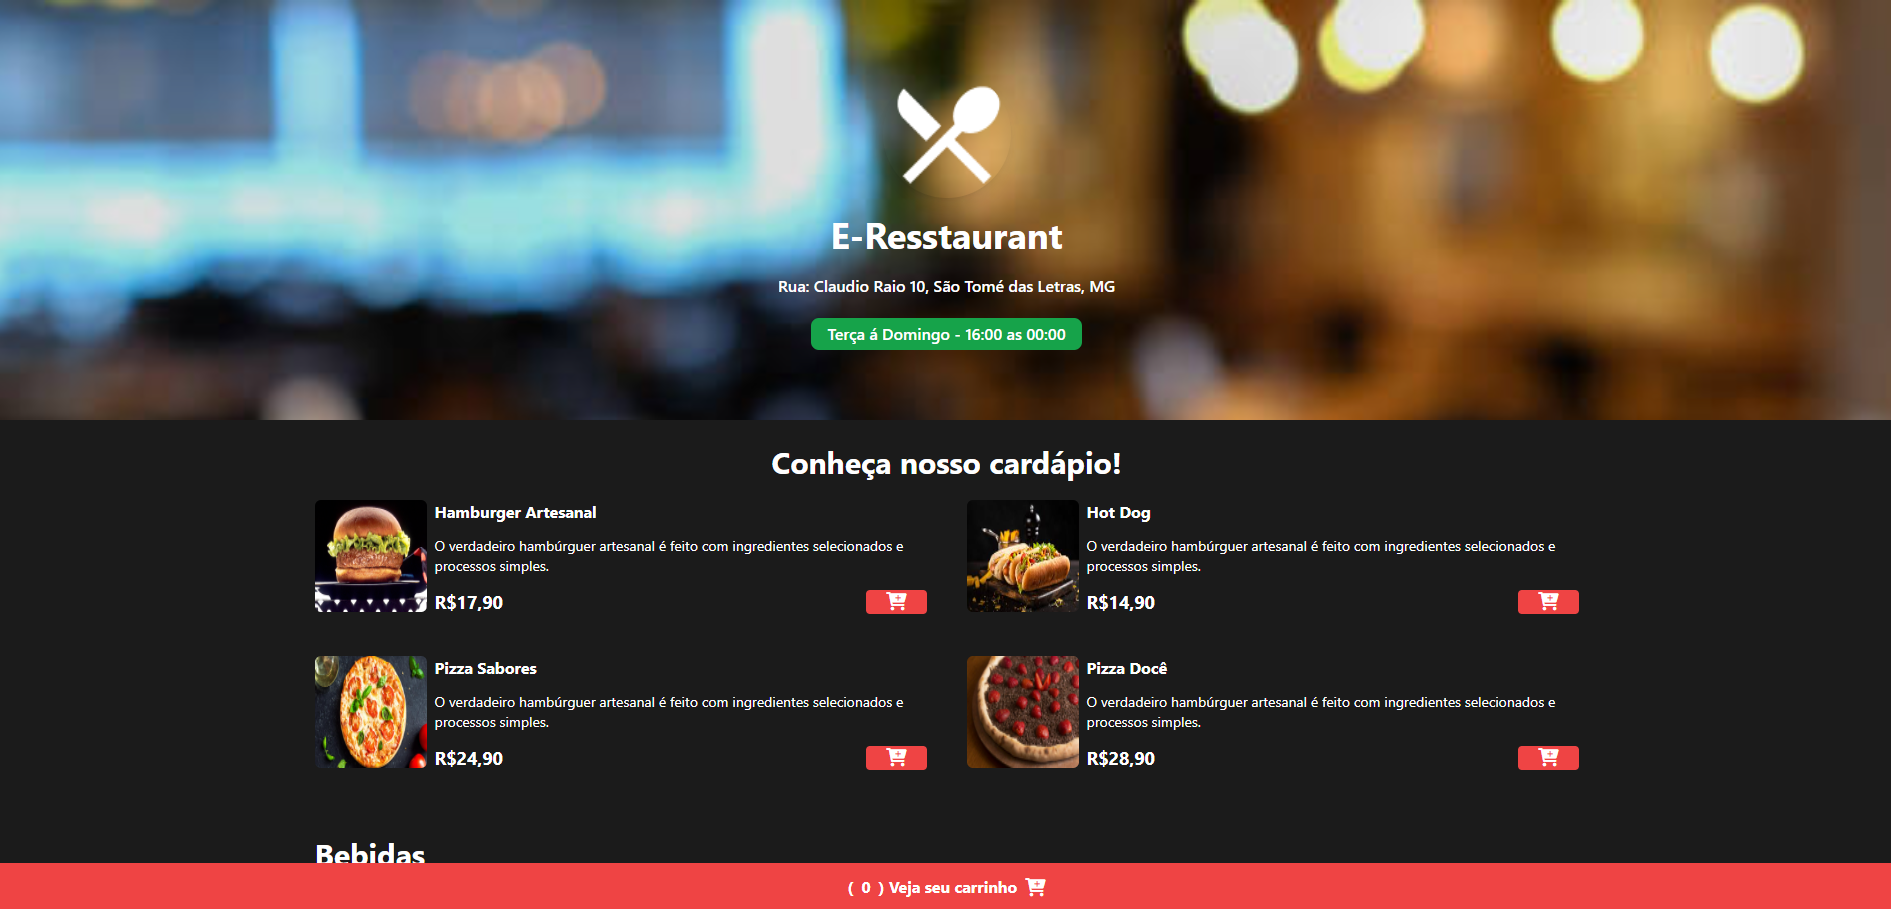 E-Resstaurant
Rua: Claudio Raio 10, São Tomé das Letras, MG
Terça á Domingo - 16:00 as 00:00
Conheça nosso cardápio!
Hamburger Artesanal
O verdadeiro hambúrguer artesanal é feito com ingredientes selecionados e
processos simples.
R$17,90
Hot Dog
O verdadeiro hambúrguer artesanal é feito com ingredientes selecionados e
processos simples.
R$14,90
Pizza Sabores
O verdadeiro hambúrguer artesanal é feito com ingredientes selecionados e
processos simples.
R$24,90
Pizza Docê
O verdadeiro hambúrguer artesanal é feito com ingredientes selecionados e
processos simples.
R$28,90
Bebidas
( 0 ) Veja seu carrinho